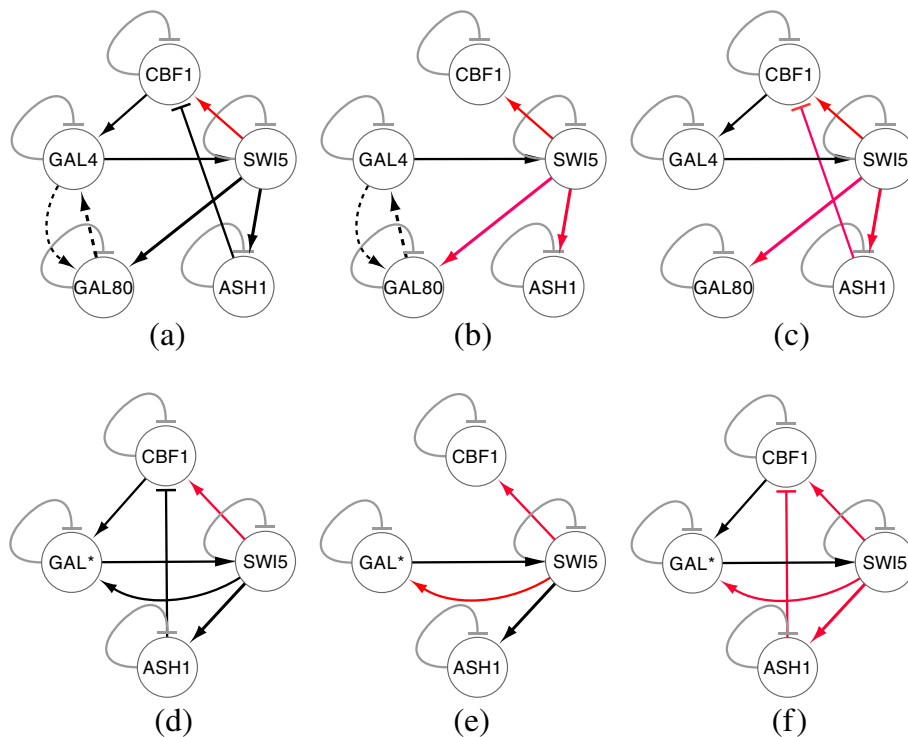 CBF1 CBF1 CBF1
GAL4 SWI5 GAL4 SWI5 GAL4 SWI5
GAL80 ASH1 GAL80 ASH1 GAL80 ASH1
(a) (b) (c)
CBF1 CBF1 CBF1
GAL* SWI5 GAL* SWI5 GAL* SWI5
ASH1 ASH1 ASH1
(d) (e) (f)